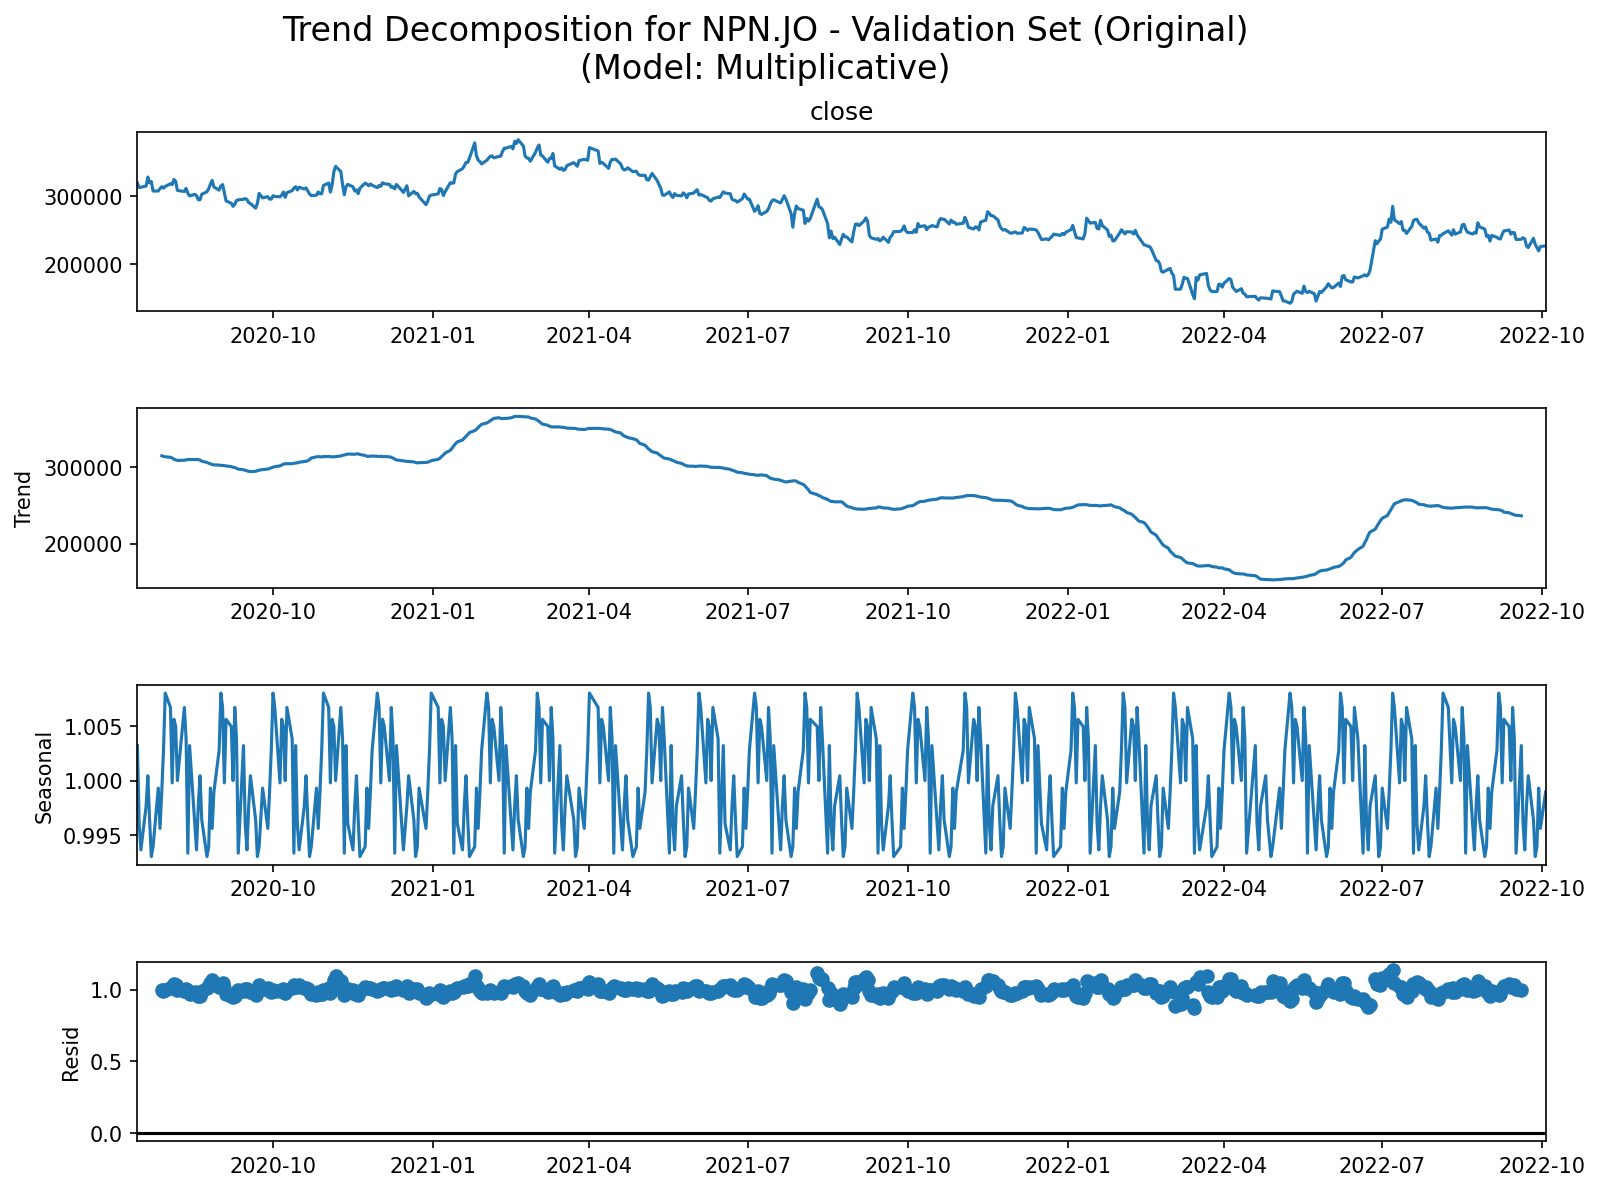 Trend Decomposition for NPN.JO - Validation Set (Original)
(Model: Multiplicative)
close
300000
200000
2020-10 2021-01 2021-04 2021-07 2021-10 2022-01 2022-04 2022-07 2022-10
Trend
300000
200000
2020-10 2021-01 2021-04 2021-07 2021-10 2022-01 2022-04 2022-07 2022-10
Seasonal
1.005
1.000
0.995
2020-10 2021-01 2021-04 2021-07 2021-10 2022-01 2022-04 2022-07 2022-10
Resid
1.0
0.5
0.0
2020-10 2021-01 2021-04 2021-07 2021-10 2022-01 2022-04 2022-07 2022-10